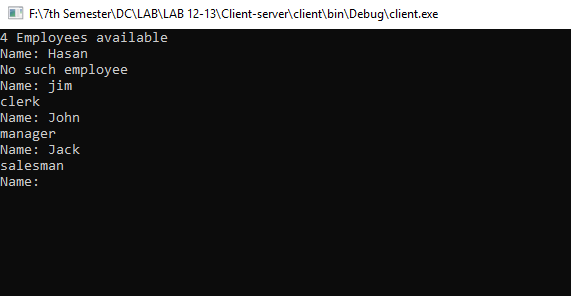 F:\7th Semester\DC\LAB\LAB 12-13\Client-server\client\bin\Debug\client.exe
4 Employees available
Name: Hasan
No such employee
Name: jim
clerk
Name: John
manager
Name: Jack
salesman
Name: